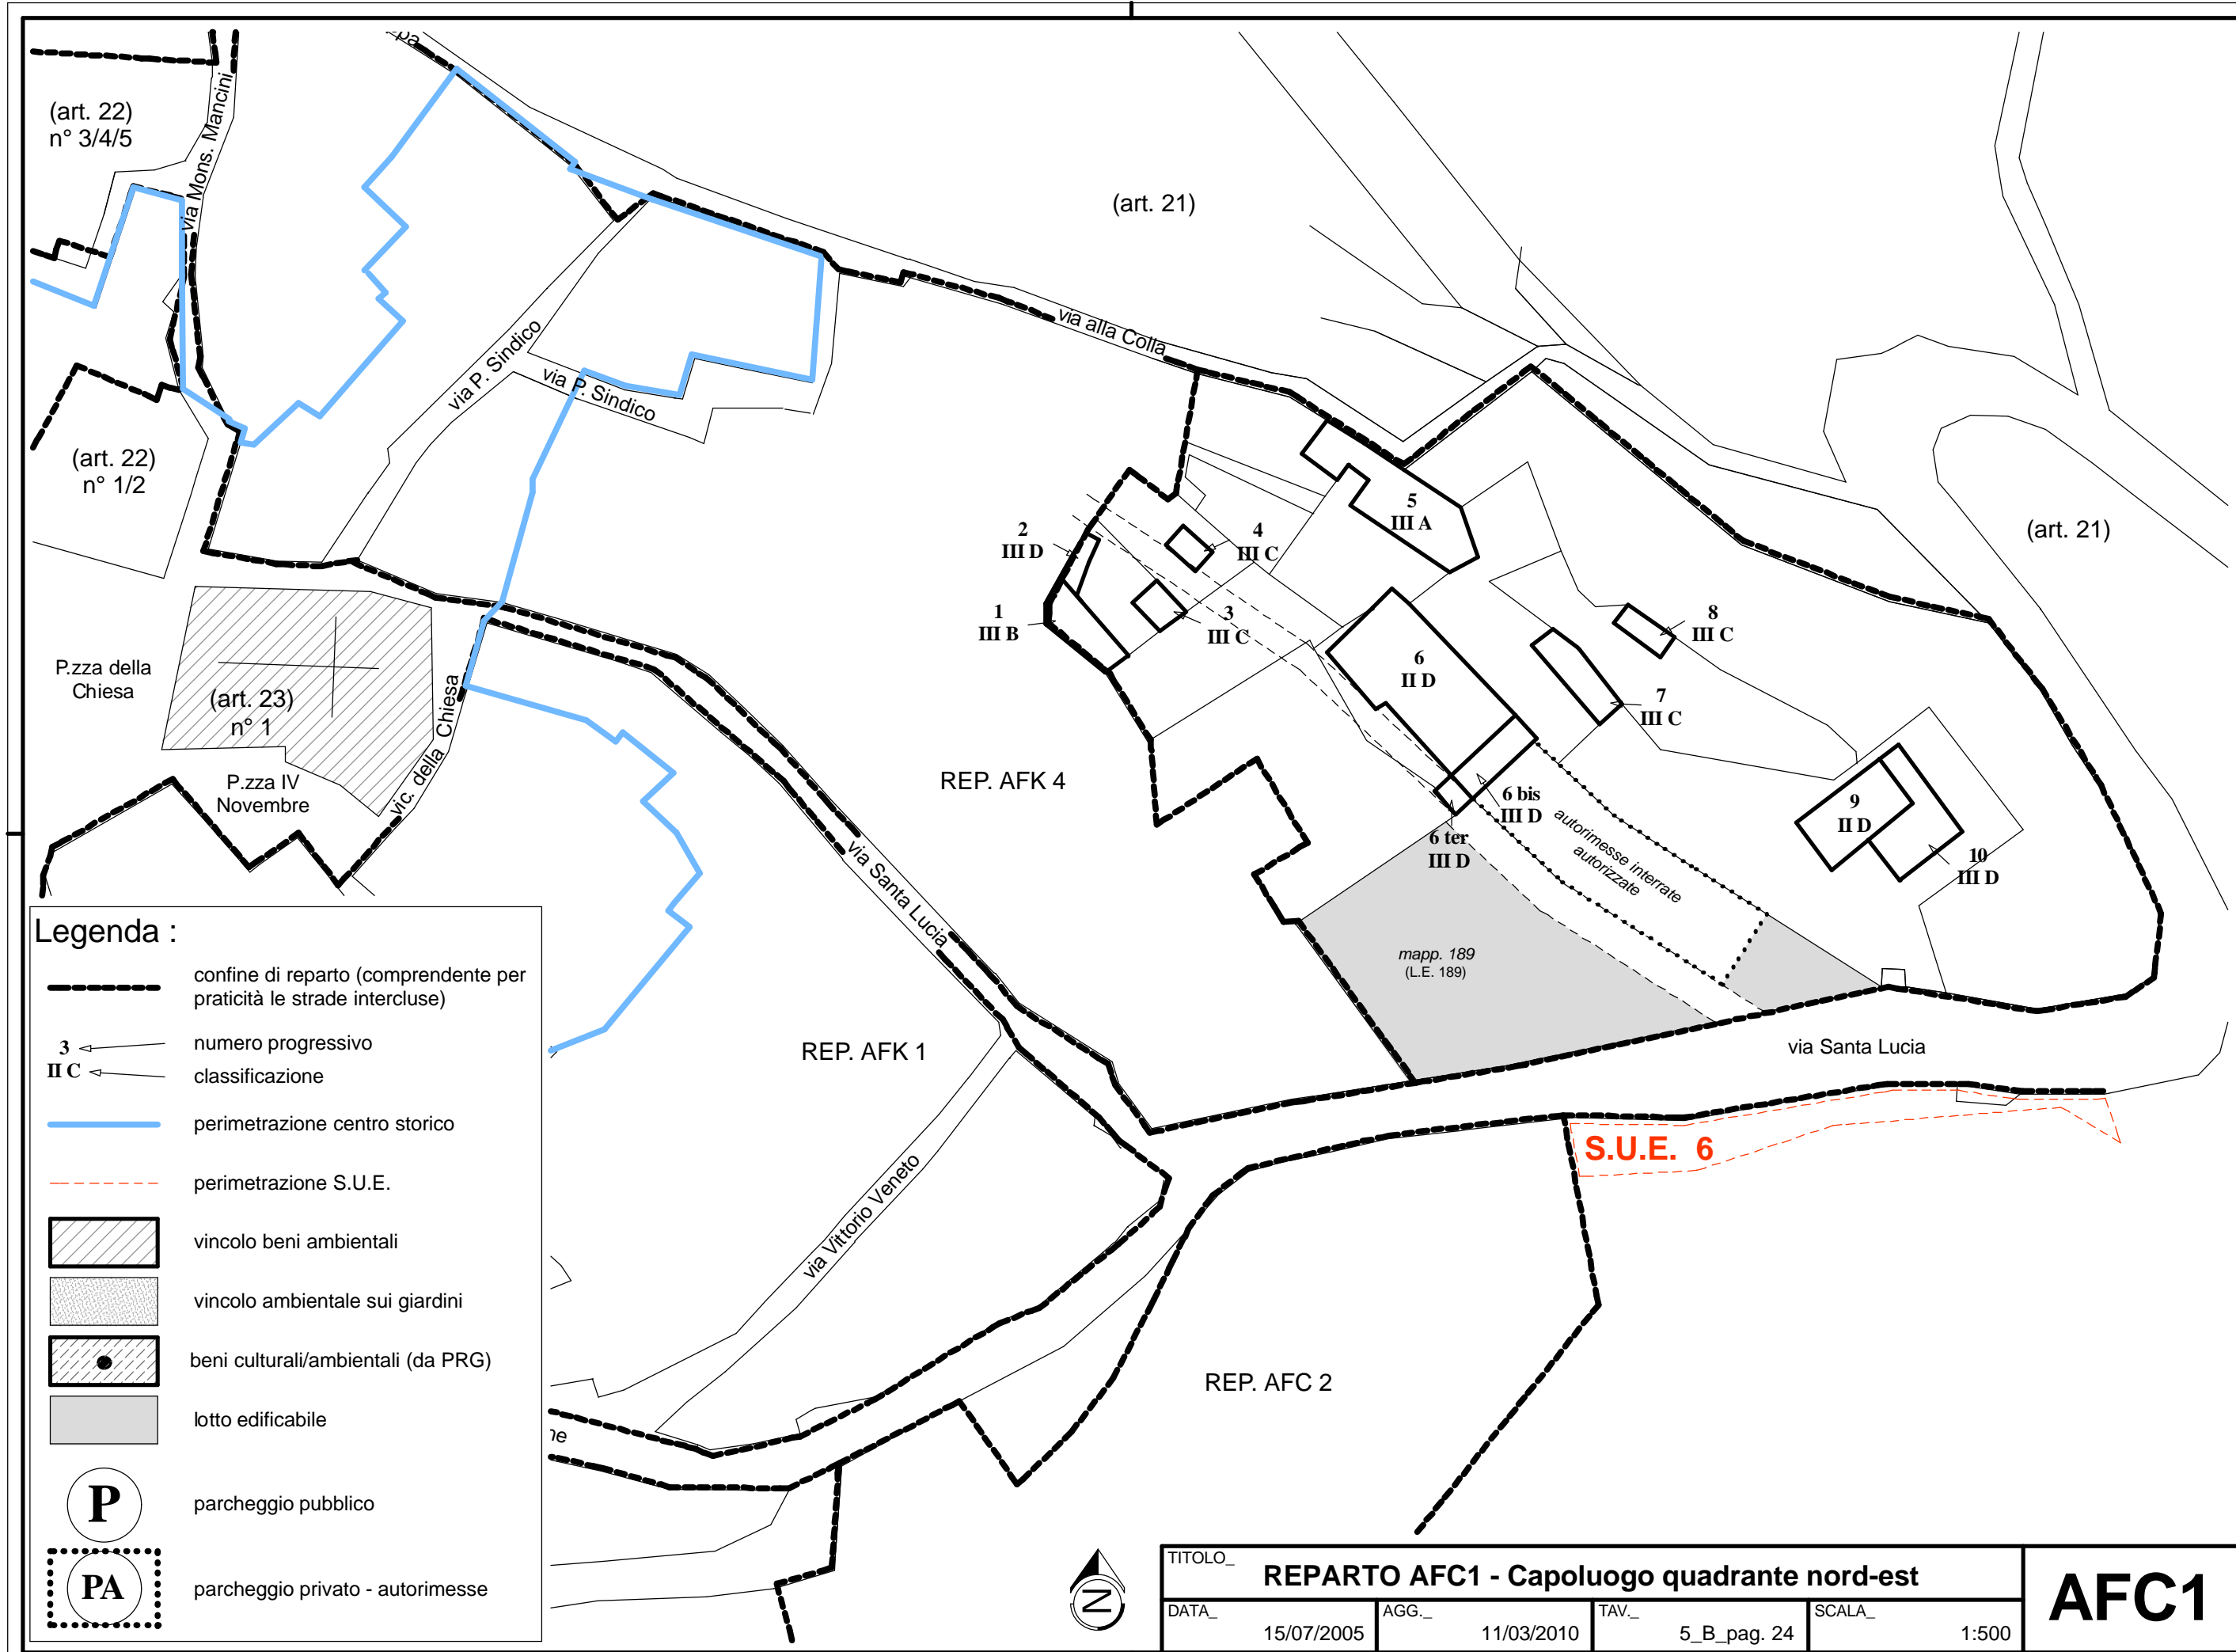 (art. 22)
n° 3/4/5
via Mons. Mancini
(art. 21)
via alla Colla
via P. Sindico
via P. Sindico
(art. 22)
n° 1/2
(art. 21)
5
III A
2
III D
4
III C
1
III B
3
III C
8
III C
6
II D
7
III C
P.zza della
Chiesa
(art. 23)
n° 1
vic. della Chiesa
P.zza IV
Novembre
REP. AFK 4
6 bis
III D
6 ter
III D
autorimesse interrate
autorizzate
9
II D
10
III D
via Santa Lucia
mapp. 189
(L.E. 189)
REP. AFK 1
via Santa Lucia
S.U.E. 6
via Vittorio Veneto
REP. AFC 2
Legenda :
confine di reparto (comprendente per
praticità le strade intercluse)
3
numero progressivo
II C
classificazione
perimetrazione centro storico
perimetrazione S.U.E.
vincolo beni ambientali
vincolo ambientale sui giardini
beni culturali/ambientali (da PRG)
lotto edificabile
P
parcheggio pubblico
PA
parcheggio privato - autorimesse
N
TITOLO_
REPARTO AFC1 - Capoluogo quadrante nord-est
DATA_
15/07/2005
AGG._
11/03/2010
TAV._
5_B_pag. 24
SCALA_
1:500
AFC1